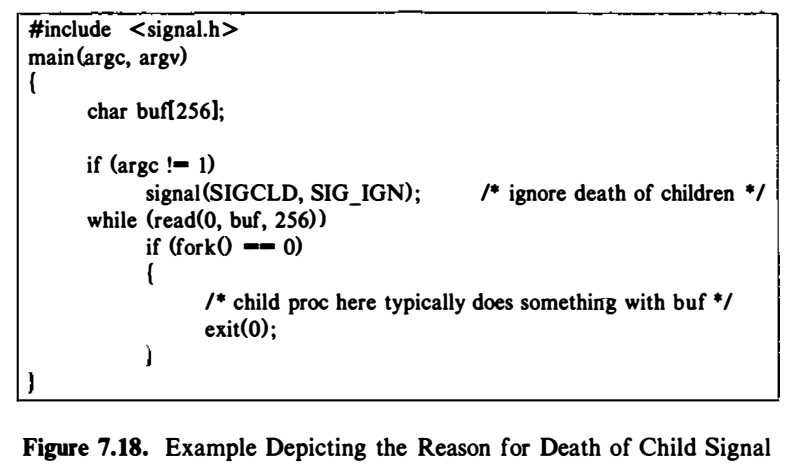 #include <signal.h>
main(argc, argv)
{
char buf[256];
if (argc != 1)
signal(SIGCLD, SIG_IGN); /* ignore death of children */
while (read(0, buf, 256))
if (fork() == 0)
{
/* child proc here typically does something with buf */
exit(0);
}
}
Figure 7.18. Example Depicting the Reason for Death of Child Signal